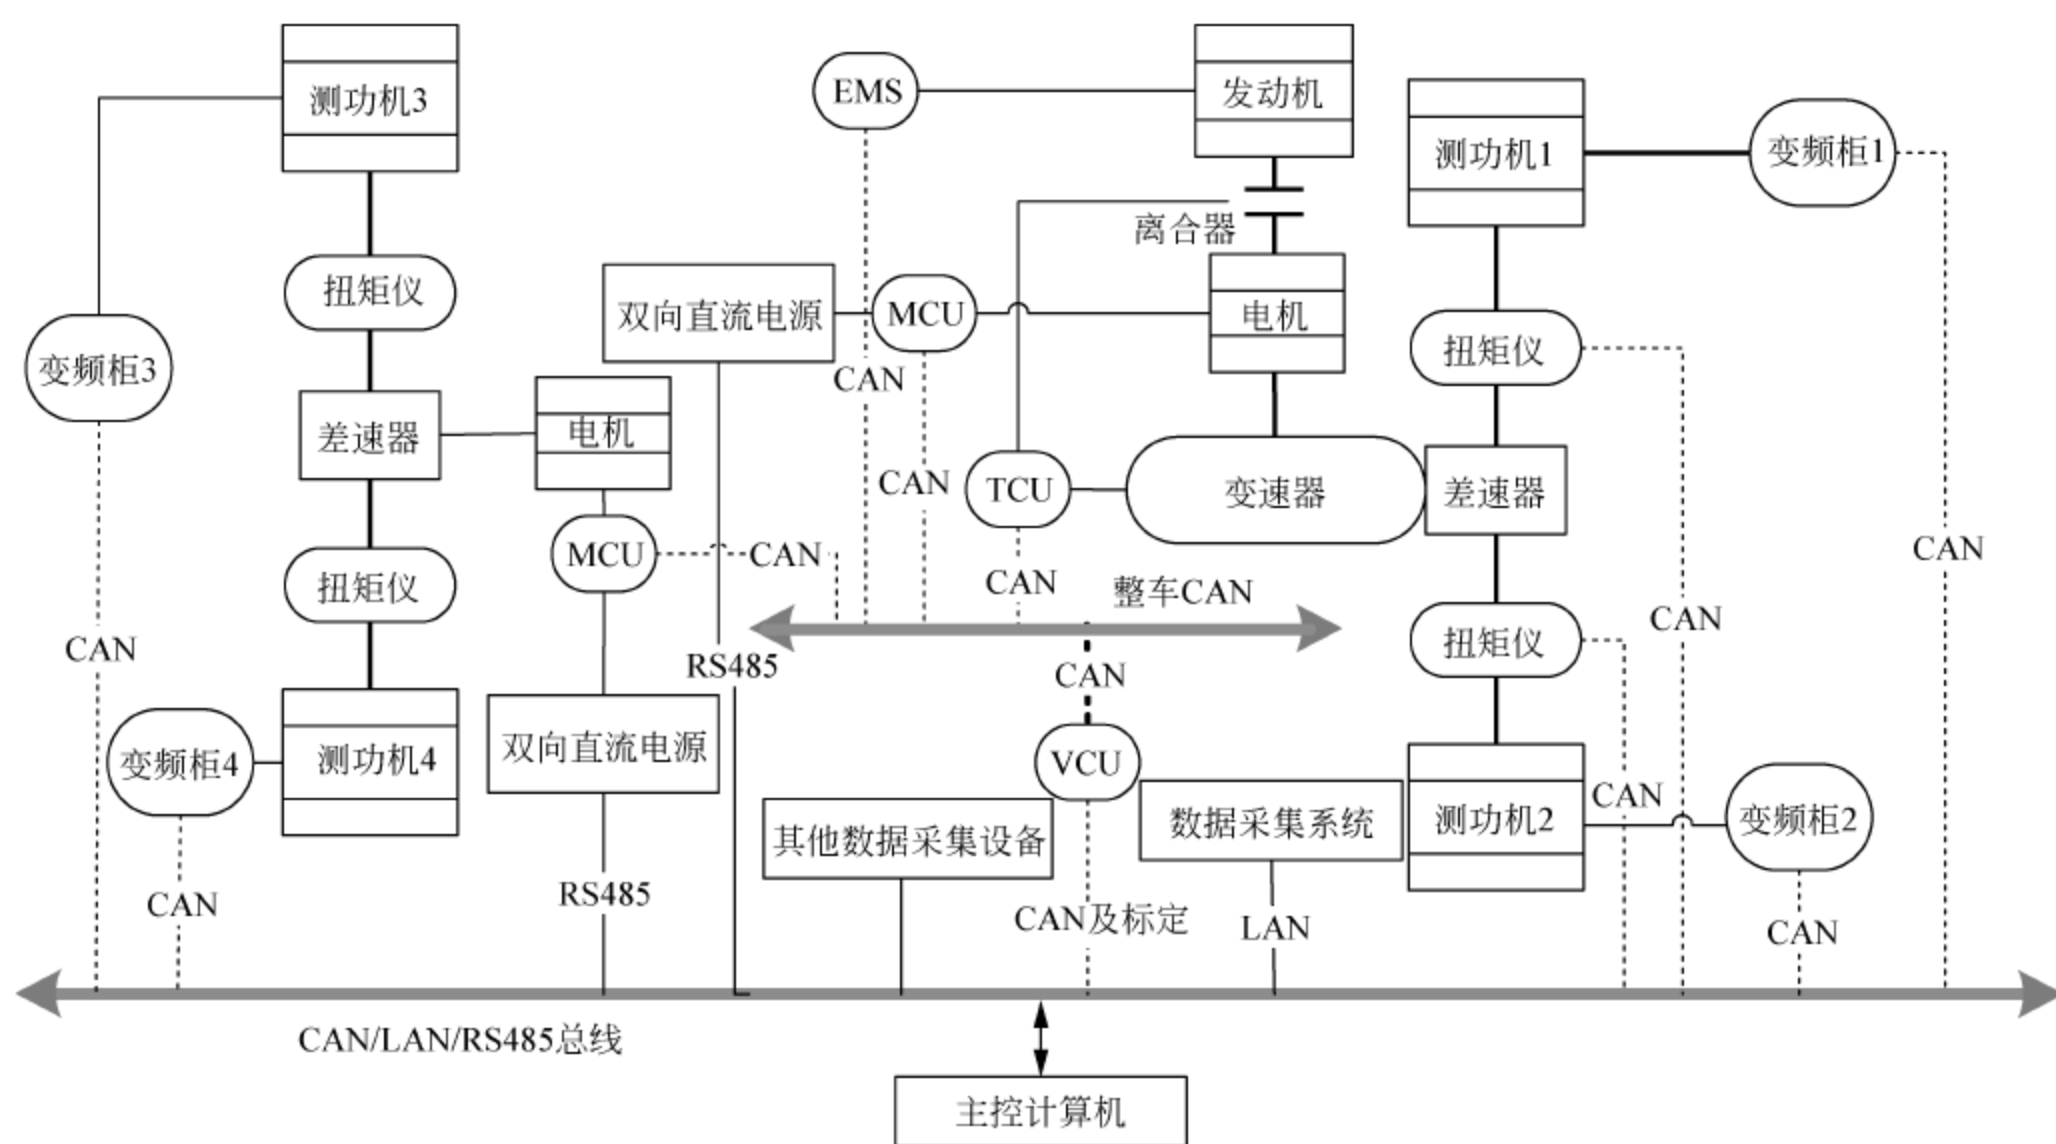 测功机3
EMS
发动机
测功机1
变频柜1
离合器
扭矩仪
双向直流电源
MCU
电机
扭矩仪
变频柜3
CAN
差速器
电机
CAN
TCU
变速器
差速器
MCU
CAN
CAN
整车CAN
CAN
扭矩仪
CAN
扭矩仪
CAN
RS485
CAN
变频柜4
测功机4
双向直流电源
VCU
CAN
其他数据采集设备
数据采集系统
测功机2
变频柜2
CAN
RS485
CAN及标定
LAN
CAN
CAN/LAN/RS485总线
主控计算机